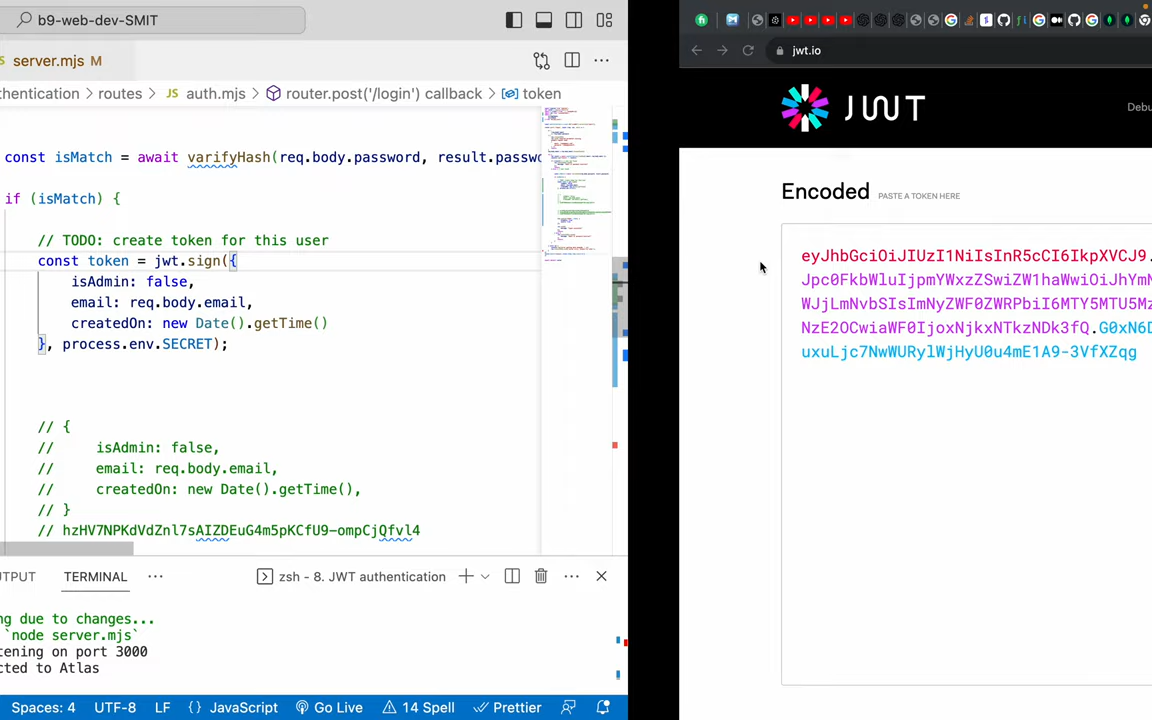 b9-web-dev-SMIT
server.mjs M
thentication > routes > JS auth.mjs > router.post('/login') callback > token
const isMatch = await varifyHash(req.body.password, result.passwo
if (isMatch) {
// TODO: create token for this user
const token = jwt.sign({
isAdmin: false,
email: req.body.email,
createdOn: new Date().getTime()
}, process.env.SECRET);
// {
// isAdmin: false,
// email: req.body.email,
// createdOn: new Date().getTime(),
// }
// hzHV7NPKdVdZnl7sAIZDEuG4m5pKCfU9-ompCjQfvl4
UTPUT TERMINAL ··· zsh - 8. JWT authentication
ng due to changes...
`node server.mjs`
tening on port 3000
cted to Atlas
Spaces: 4 UTF-8 LF {} JavaScript Go Live 14 Spell Prettier
jwt.io
JWT
Debu
Encoded PASTE A TOKEN HERE
eyJhbGciOiJIUzI1NiIsInR5cCI6IkpXVCJ9.
Jpc0FkbWluIjpmYWxzZSwiZW1haWwiOiJhYm
WJjLmNvbSIsImNyZWF0ZWRPbiI6MTY5MTU5Mz
NzE2OCwiaWF0IjoxNjkxNTkzNDk3fQ.G0xN6D
uxuLjc7NwWURylWjHyU0u4mE1A9-3VfXZqg